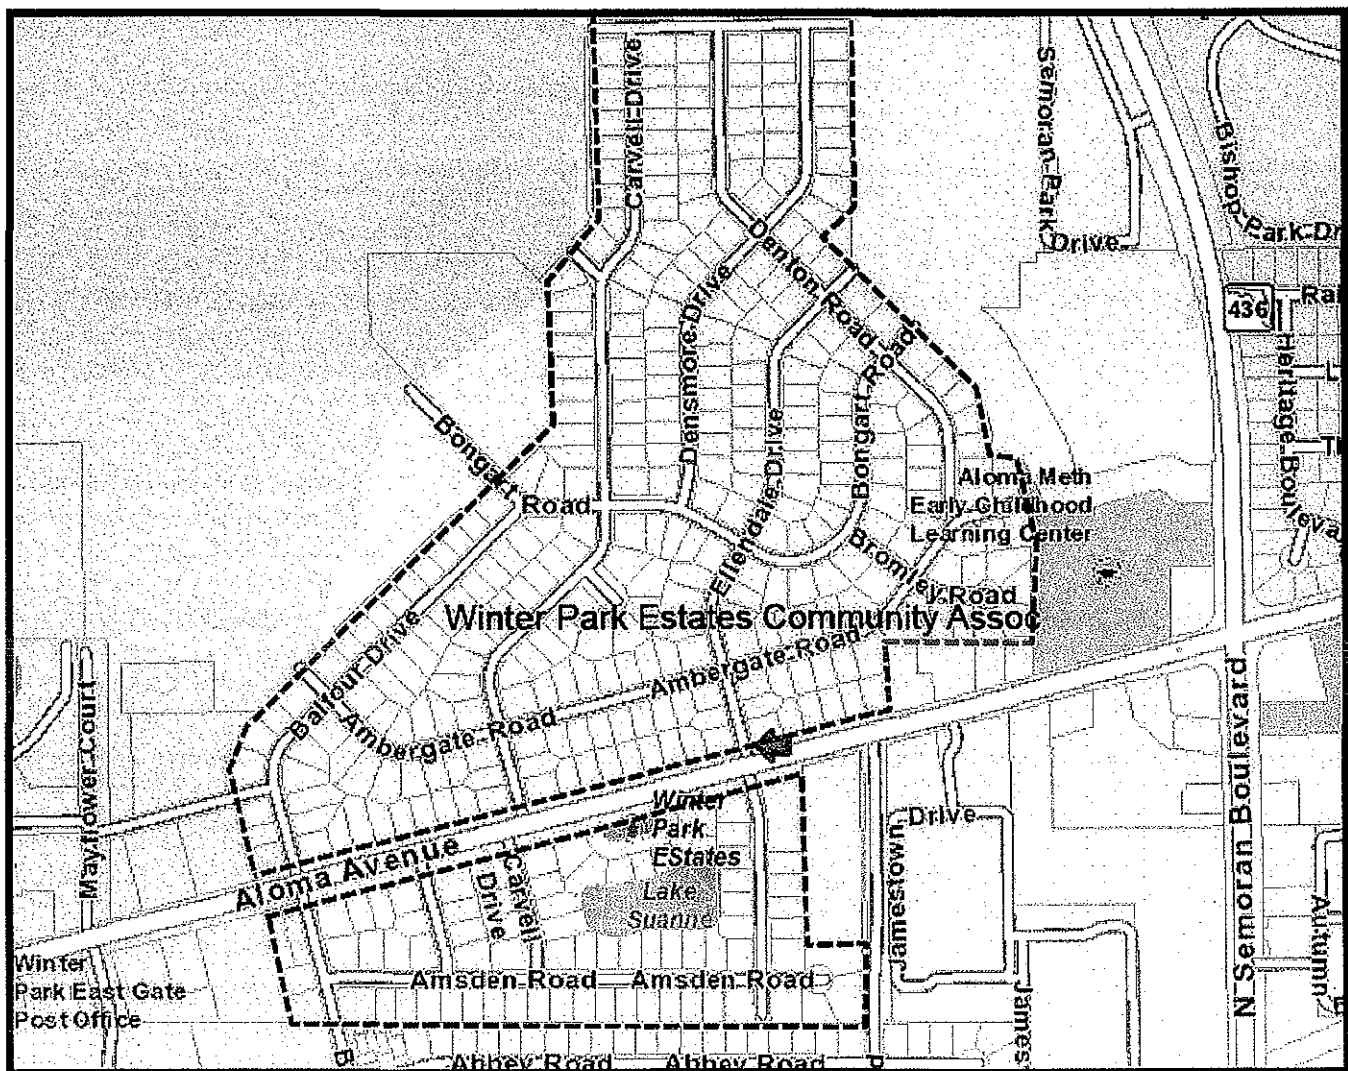 Carvell Drive
Semoran Park
Drive
Bishop
Park Dr
436
Ra
Denton Road
Densmore Drive
Bongart Road
Heritage Boulevard
L
Bongart
Road
Ellendale Drive
Aloma Meth
Early Childhood
Learning Center
Bromley Road
Winter Park Estates Community Assoc
Balfour Drive
Ambergate Road
Ambergate Road
Mayflower Court
N Semoran Boulevard
Winter
Park
EStates
Lake
Suanne
Drive
Jamestown
Aloma Avenue
Carvell
Drive
Autumn
Winter
Park East Gate
Post Office
Amsden Road
Amsden Road
James
B
Abbey Road
Abbey Road